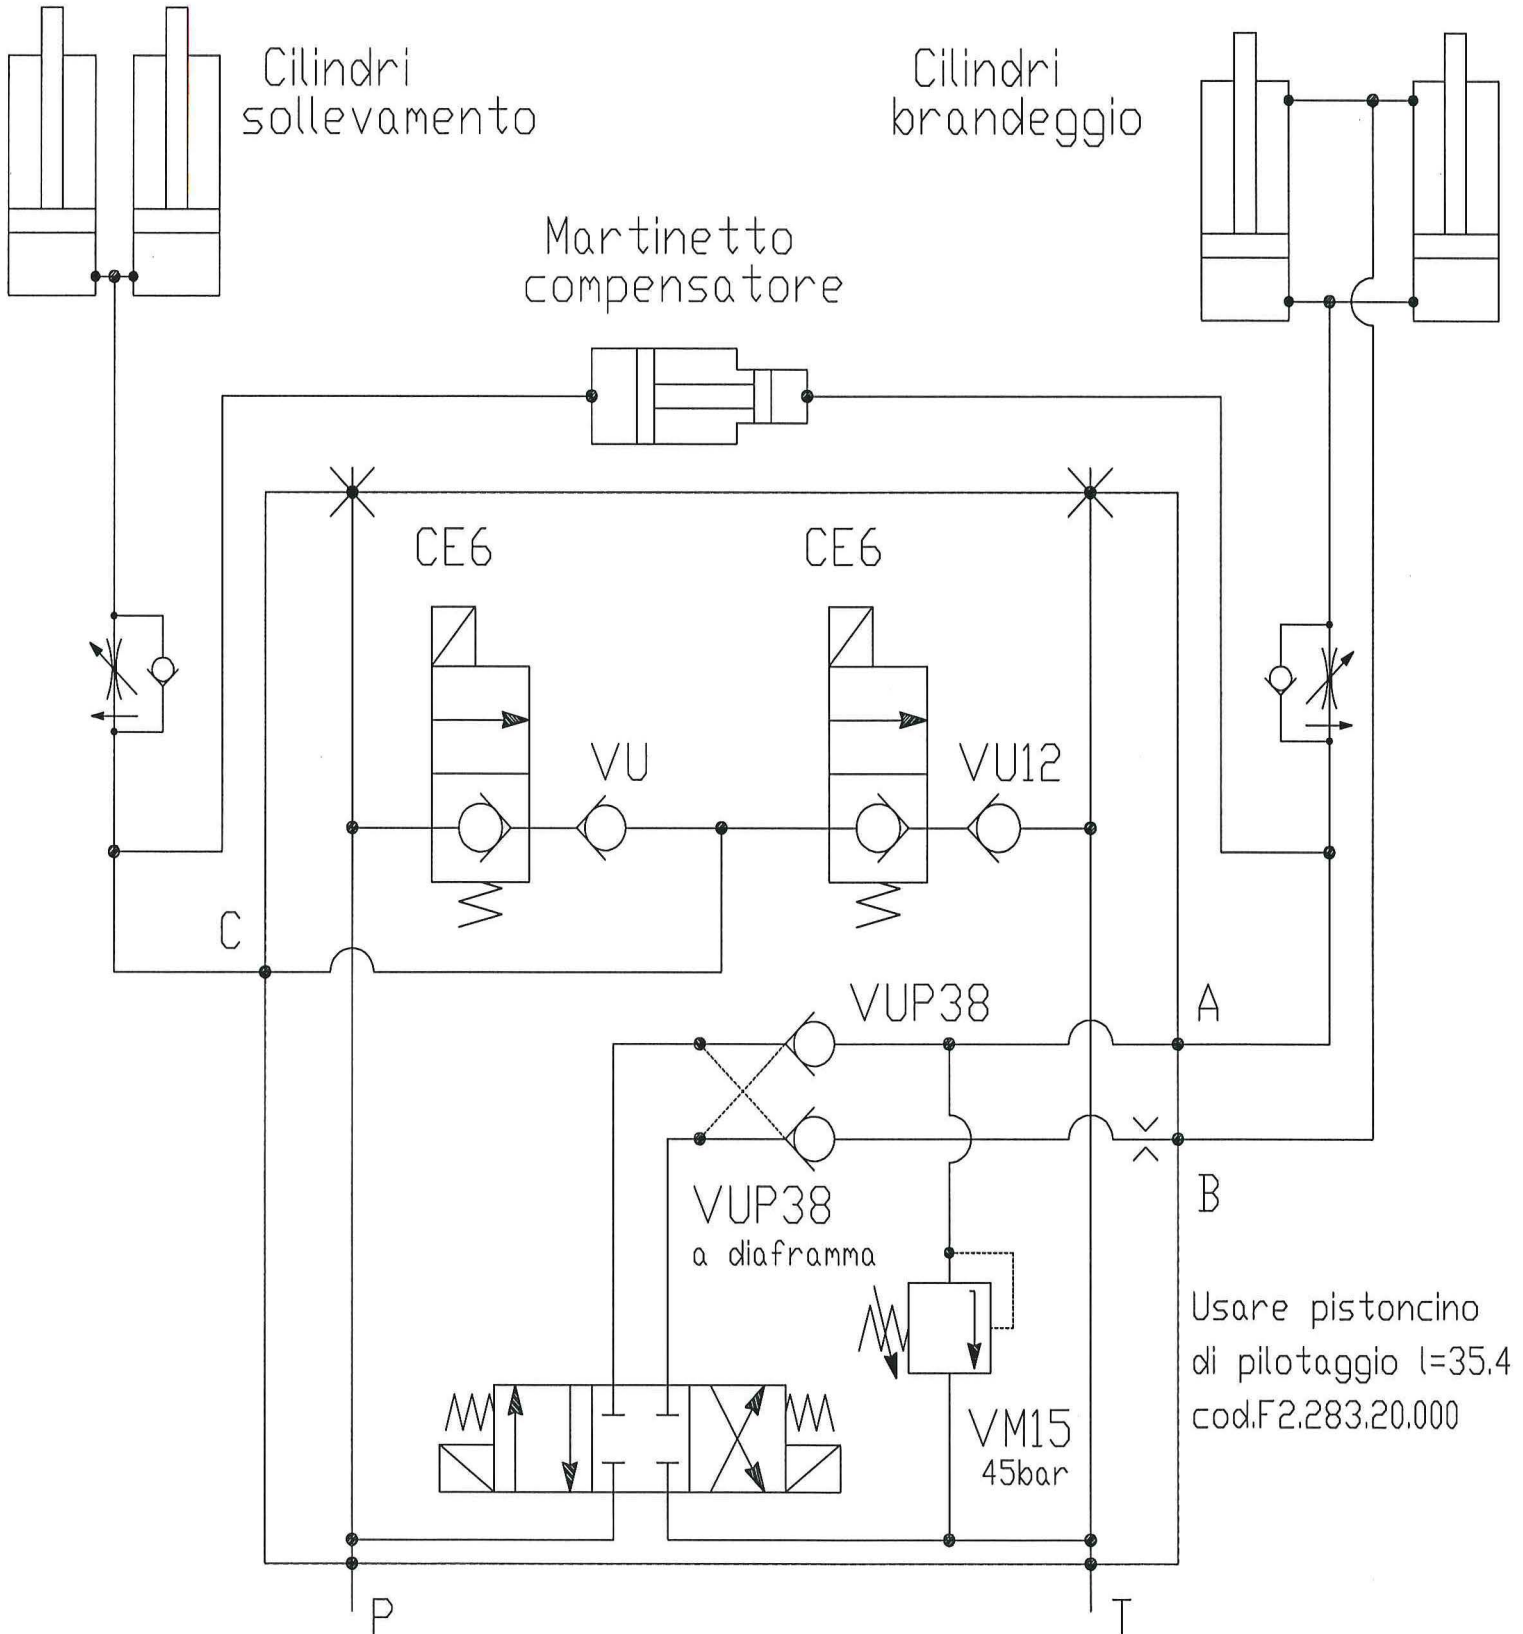 Cilindri
sollevamento
Cilindri
brandeggio
Martinetto
compensatore
CE6
CE6
VU
VU12
C
VUP38
A
B
VUP38
a diaframma
Usare pistoncino
di pilotaggio l=35.4
cod.F2.283.20.000
VM15
45bar
P
T